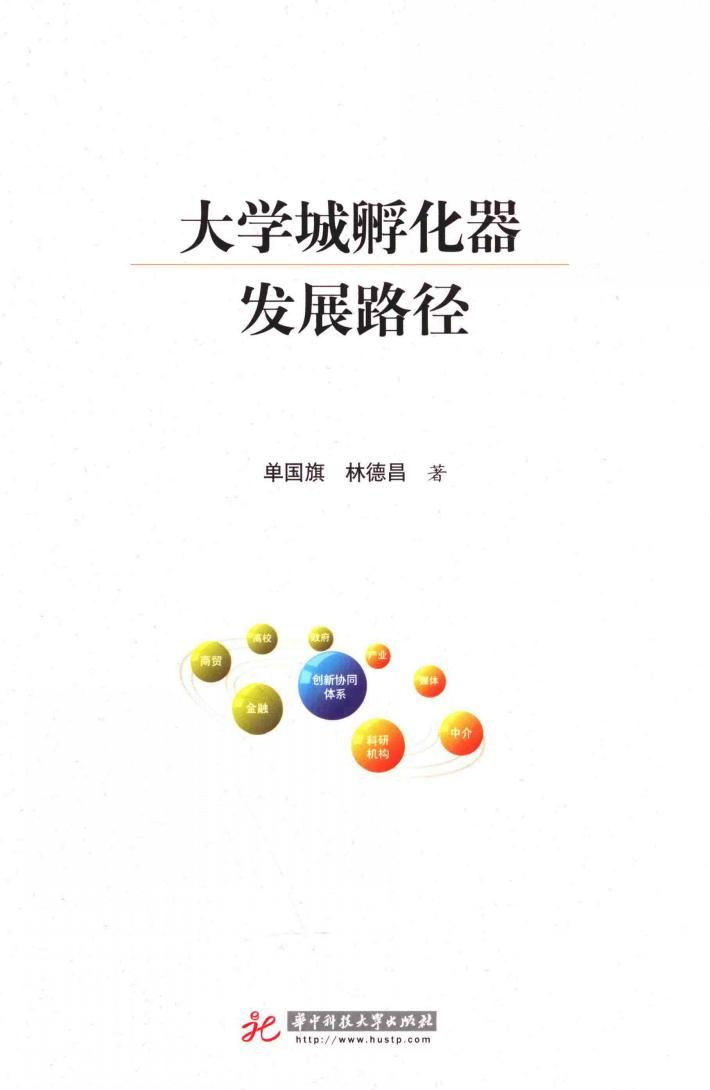 大学城孵化器
发展路径
单国旗 林德昌 著
高校
政府
商贸
产业
创新协同
体系
媒体
金融
中介
科研
机构
华中科技大学出版社
http://www.hustp.com